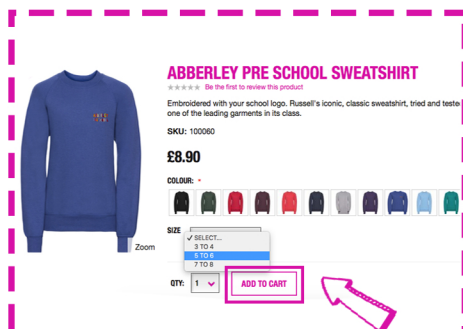 ABBERLEY PRE SCHOOL SWEATSHIRT
Be the first to review this product
Embroidered with your school logo. Russell's iconic, classic sweatshirt, tried and teste
one of the leading garments in its class.
SKU: 100060
£8.90
COLOUR: *
Zoom
SIZE
✓ SELECT...
3 TO 4
5 TO 6
7 TO 8
QTY: 1
ADD TO CART